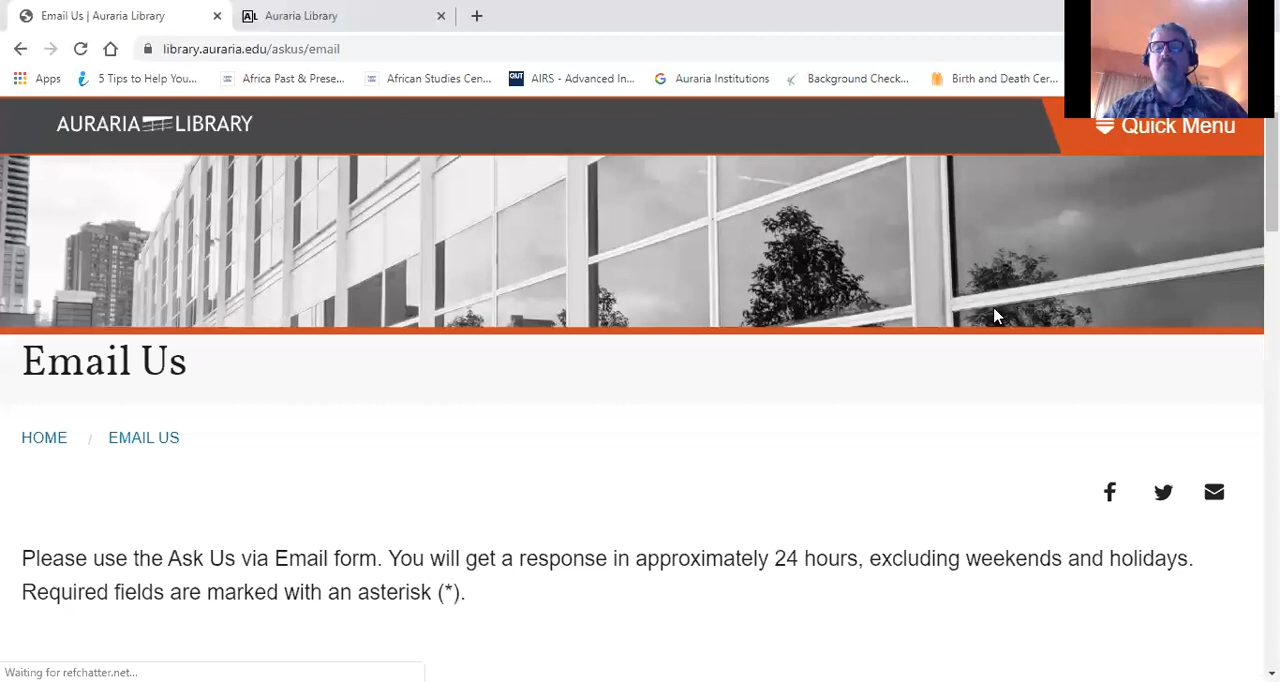 Email Us | Auraria Library
AL Auraria Library
library.auraria.edu/askus/email
Apps 5 Tips to Help You... Africa Past & Prese... African Studies Cen... OUT AIRS - Advanced In... Auraria Institutions Background Check... Birth and Death Cer...
AURARIA LIBRARY
Quick Menu
Email Us
HOME / EMAIL US
Please use the Ask Us via Email form. You will get a response in approximately 24 hours, excluding weekends and holidays.
Required fields are marked with an asterisk (*).
Waiting for refchatter.net...